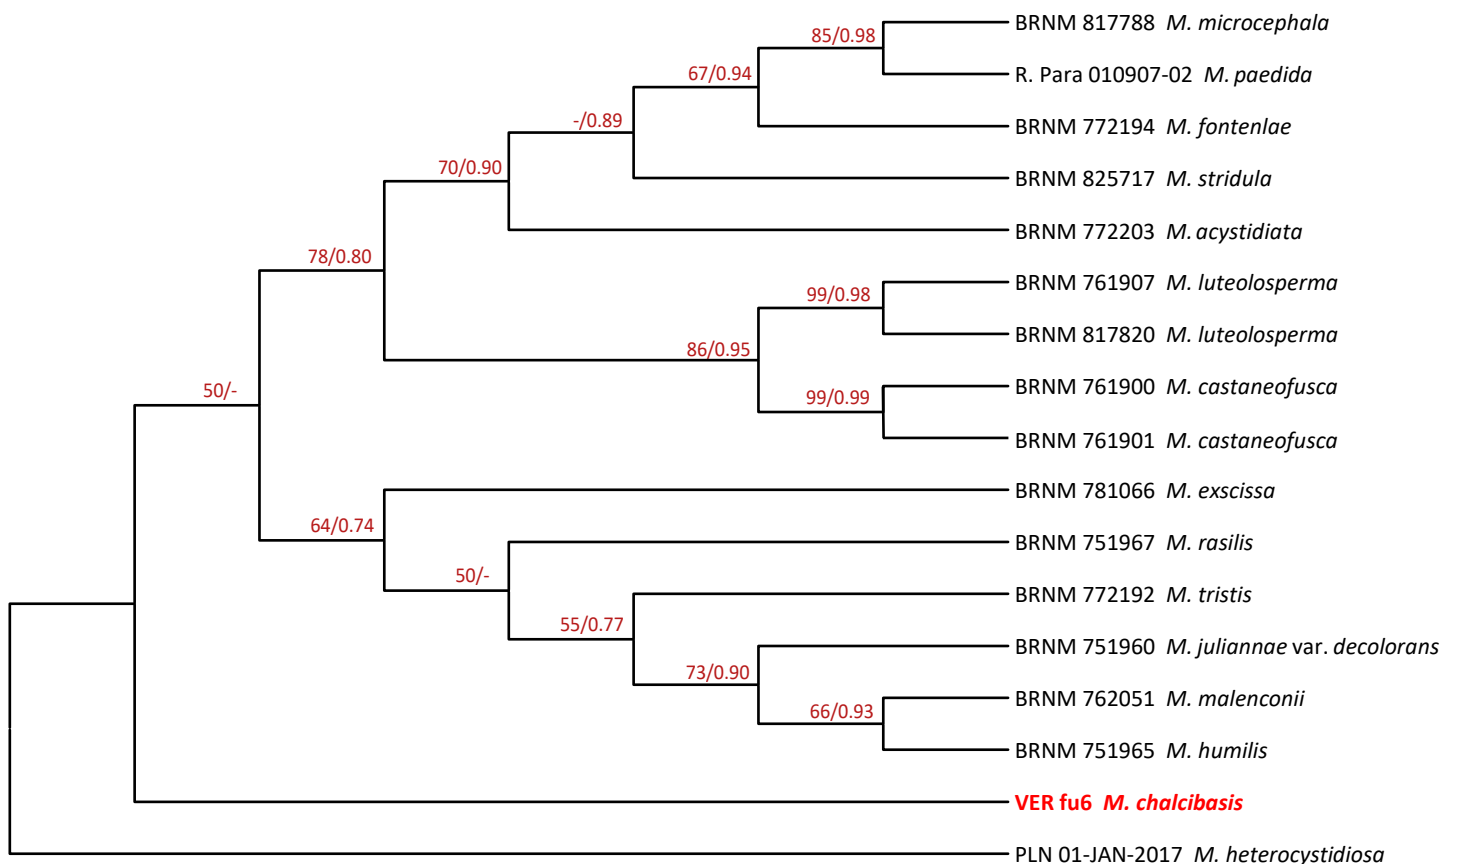 BRNM 817788 M. microcephala
85/0.98
R. Para 010907-02 M. paedida
67/0.94
BRNM 772194 M. fontenlae
-/0.89
70/0.90
BRNM 825717 M. stridula
BRNM 772203 M. acystidiata
78/0.80
BRNM 761907 M. luteolosperma
99/0.98
BRNM 817820 M. luteolosperma
86/0.95
50/-
BRNM 761900 M. castaneofusca
99/0.99
BRNM 761901 M. castaneofusca
BRNM 781066 M. exscissa
64/0.74
BRNM 751967 M. rasilis
50/-
BRNM 772192 M. tristis
55/0.77
BRNM 751960 M. juliannae var. decolorans
73/0.90
BRNM 762051 M. malenconii
66/0.93
BRNM 751965 M. humilis
VER fu6 M. chalcibasis
PLN 01-JAN-2017 M. heterocystidiosa